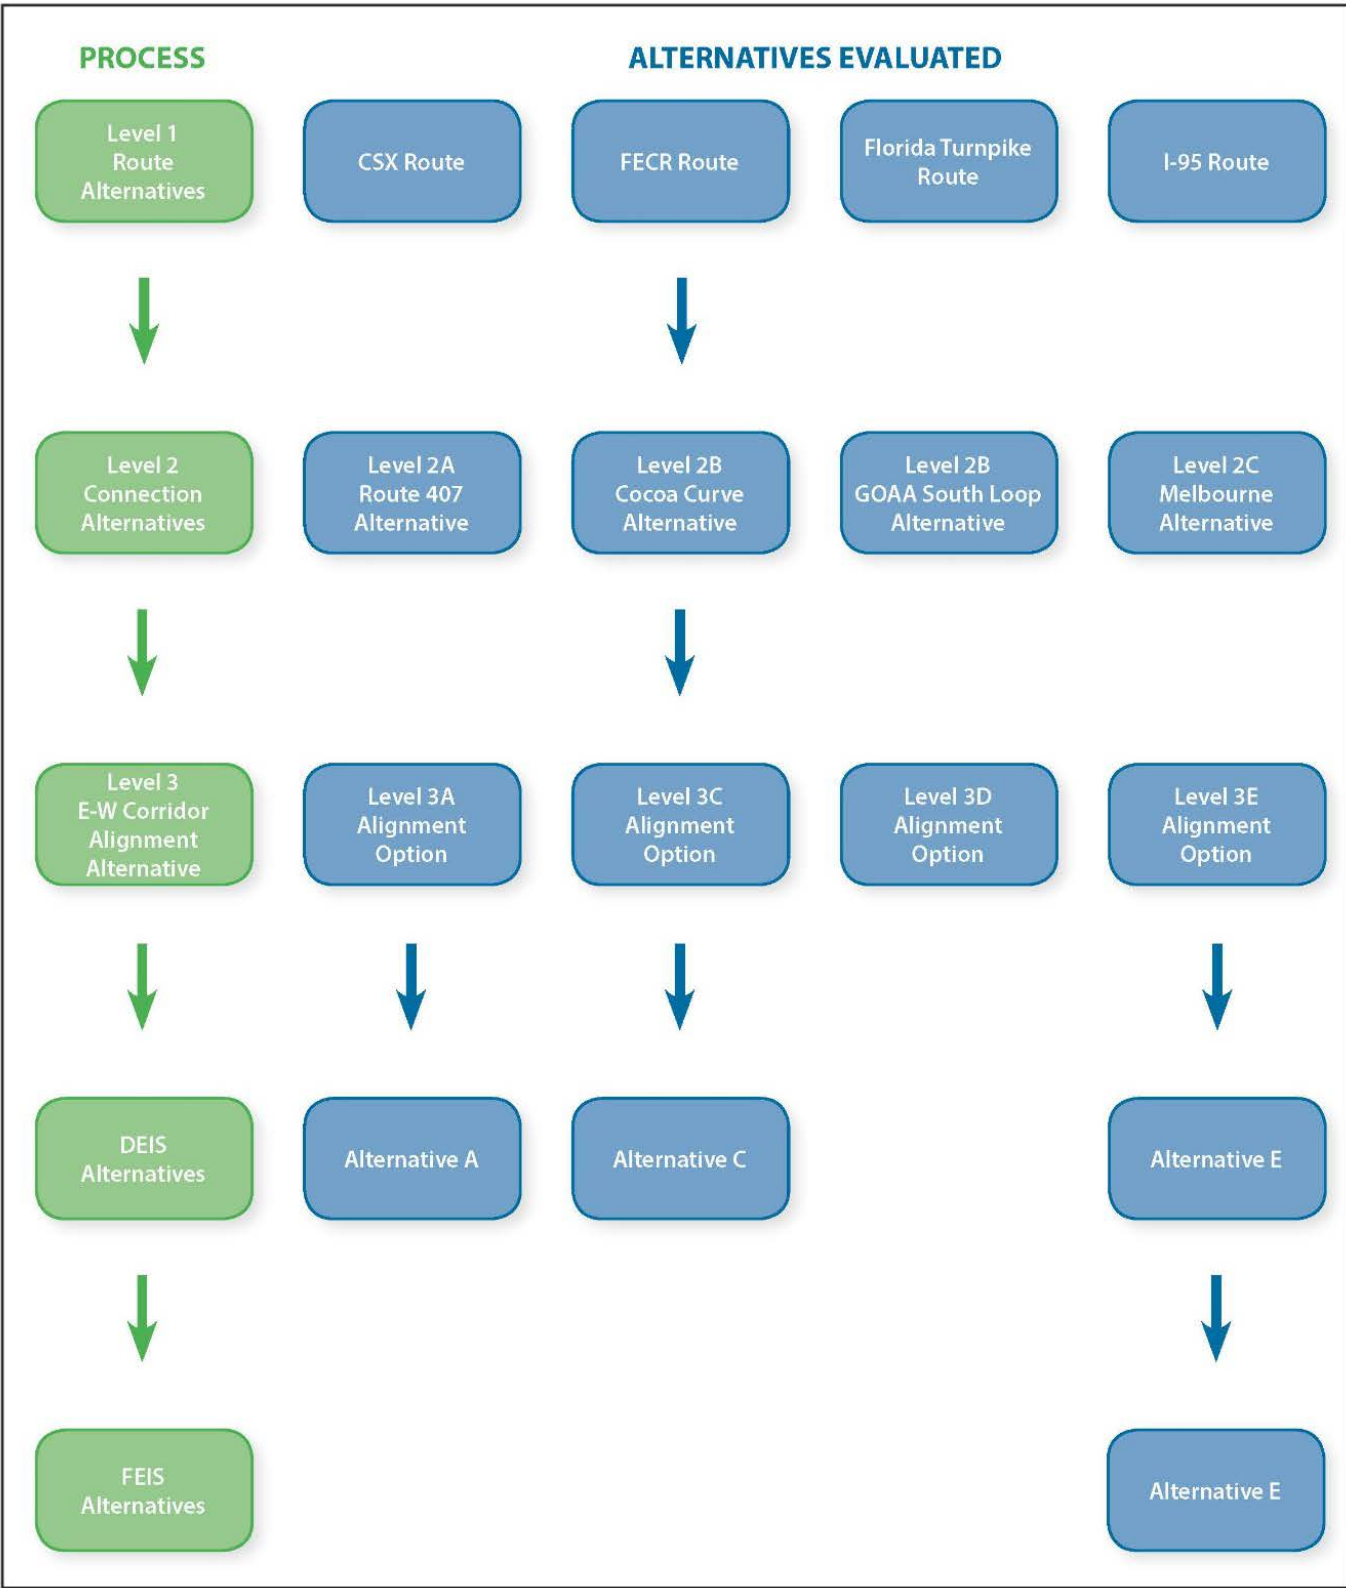 PROCESS
ALTERNATIVES EVALUATED
Level 1
Route
Alternatives
CSX Route
FECR Route
Florida Turnpike
Route
I-95 Route
Level 2
Connection
Alternatives
Level 2A
Route 407
Alternative
Level 2B
Cocoa Curve
Alternative
Level 2B
GOAA South Loop
Alternative
Level 2C
Melbourne
Alternative
Level 3
E-W Corridor
Alignment
Alternative
Level 3A
Alignment
Option
Level 3C
Alignment
Option
Level 3D
Alignment
Option
Level 3E
Alignment
Option
DEIS
Alternatives
Alternative A
Alternative C
Alternative E
FEIS
Alternatives
Alternative E